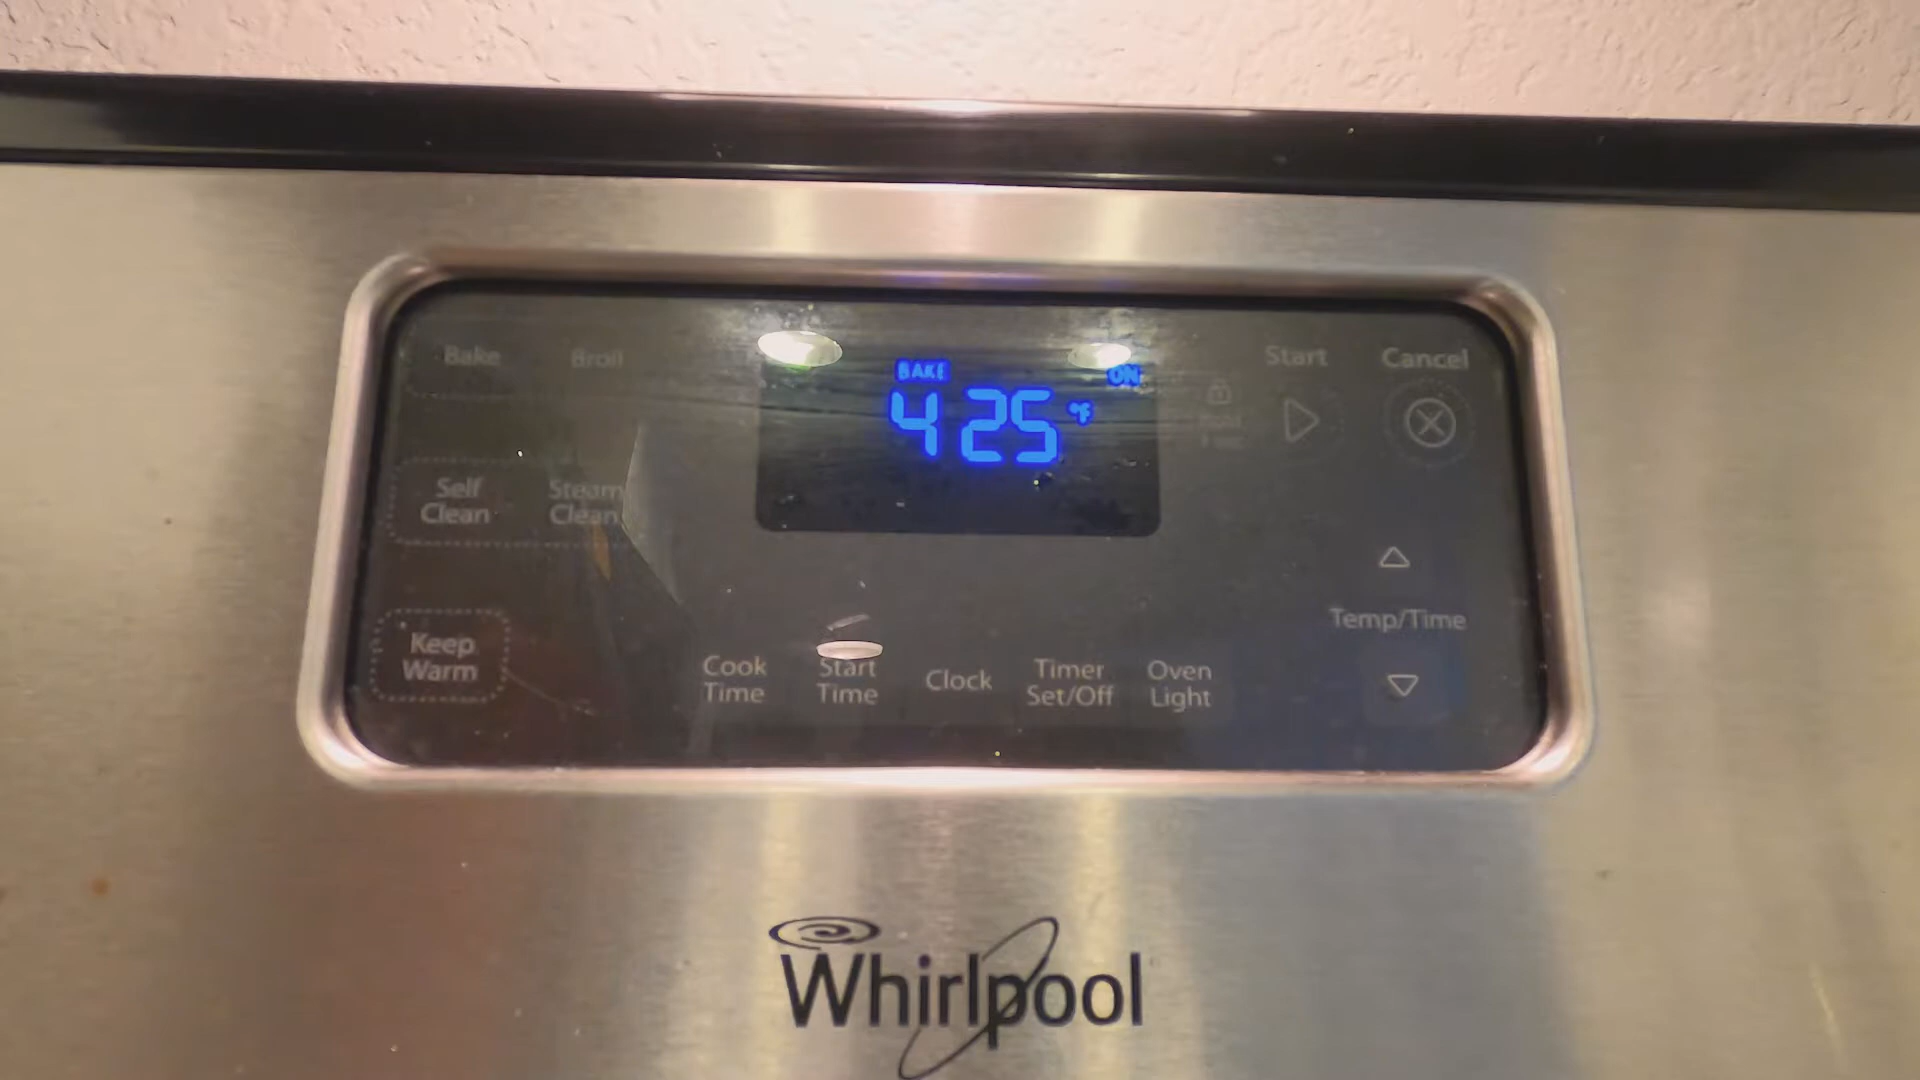 Bake Broil BAKE ON Start Cancel
425 °F
Self Clean
Steam Clean
Temp/Time
Keep Warm
Cook Time
Start Time
Clock
Timer Set/Off
Oven Light
Whirlpool